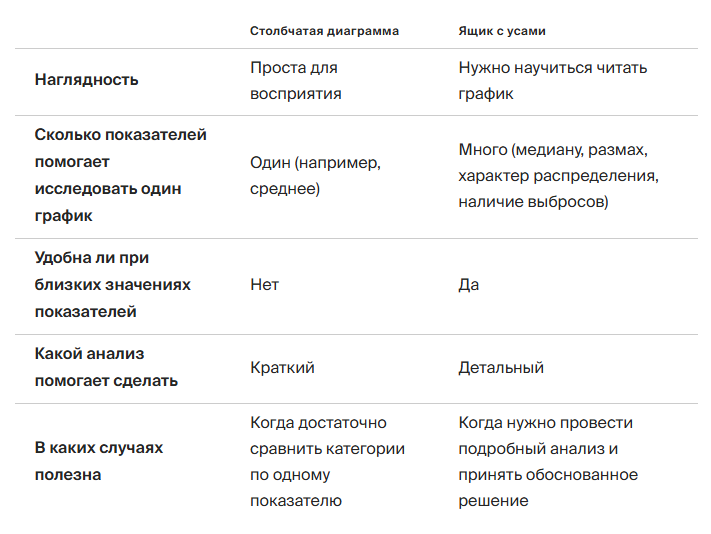 Столбчатая диаграмма
Ящик с усами
Наглядность
Проста для
восприятия
Нужно научиться читать
график
Сколько показателей
помогает
исследовать один
график
Один (например,
среднее)
Много (медиану, размах,
характер распределения,
наличие выбросов)
Удобна ли при
близких значениях
показателей
Нет
Да
Какой анализ
помогает сделать
Краткий
Детальный
В каких случаях
полезна
Когда достаточно
сравнить категории
по одному
показателю
Когда нужно провести
подробный анализ и
принять обоснованное
решение